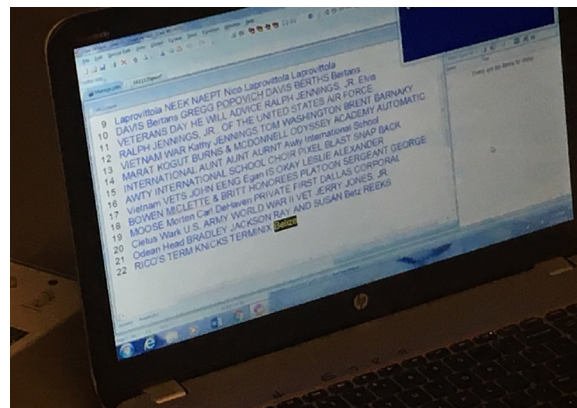 9 Laprovittola NEEK NAEPT Nico Laprovittola Laprovittola
10 DAVIS Bertans GREGG POPOVICH DAVIS BERTHS Bertans
11 VETERANS DAY HE WILL ADVICE RALPH JENNINGS, JR. Elvis
12 RALPH JENNINGS, JR., OF THE UNITED STATES AIR FORCE
13 VIETNAM WAR Kathy JENNINGS TOM WASHINGTON BRENT BARNAKY
14 MARAT KOGUT BURNS & MCDONNELL ODYSSEY ACADEMY AUTOMATIC
15 INTERNATIONAL AUNT AUNT AURNT Awty International School
16 AWTY INTERNATIONAL SCHOOL CHOIR PIXEL BLAST SNAP BACK
17 Vietnam VETS JOHN EENG Egan IS OKAY LESLIE ALEXANDER
18 BOWEN MICLETTE & BRITT HONOREES PLATOON SERGEANT GEORGE
19 MOOSE Morten Carl DeHaven PRIVATE FIRST DALLAS CORPORAL
20 Cletus Wark U.S. ARMY WORLD WAR II VET JERRY JONES, JR.
21 Odean Head BRADLEY JACKSON RAY AND SUSAN Betz REEKS
22 RICO'S TERM KNICKS TERMINIX Belize
hp